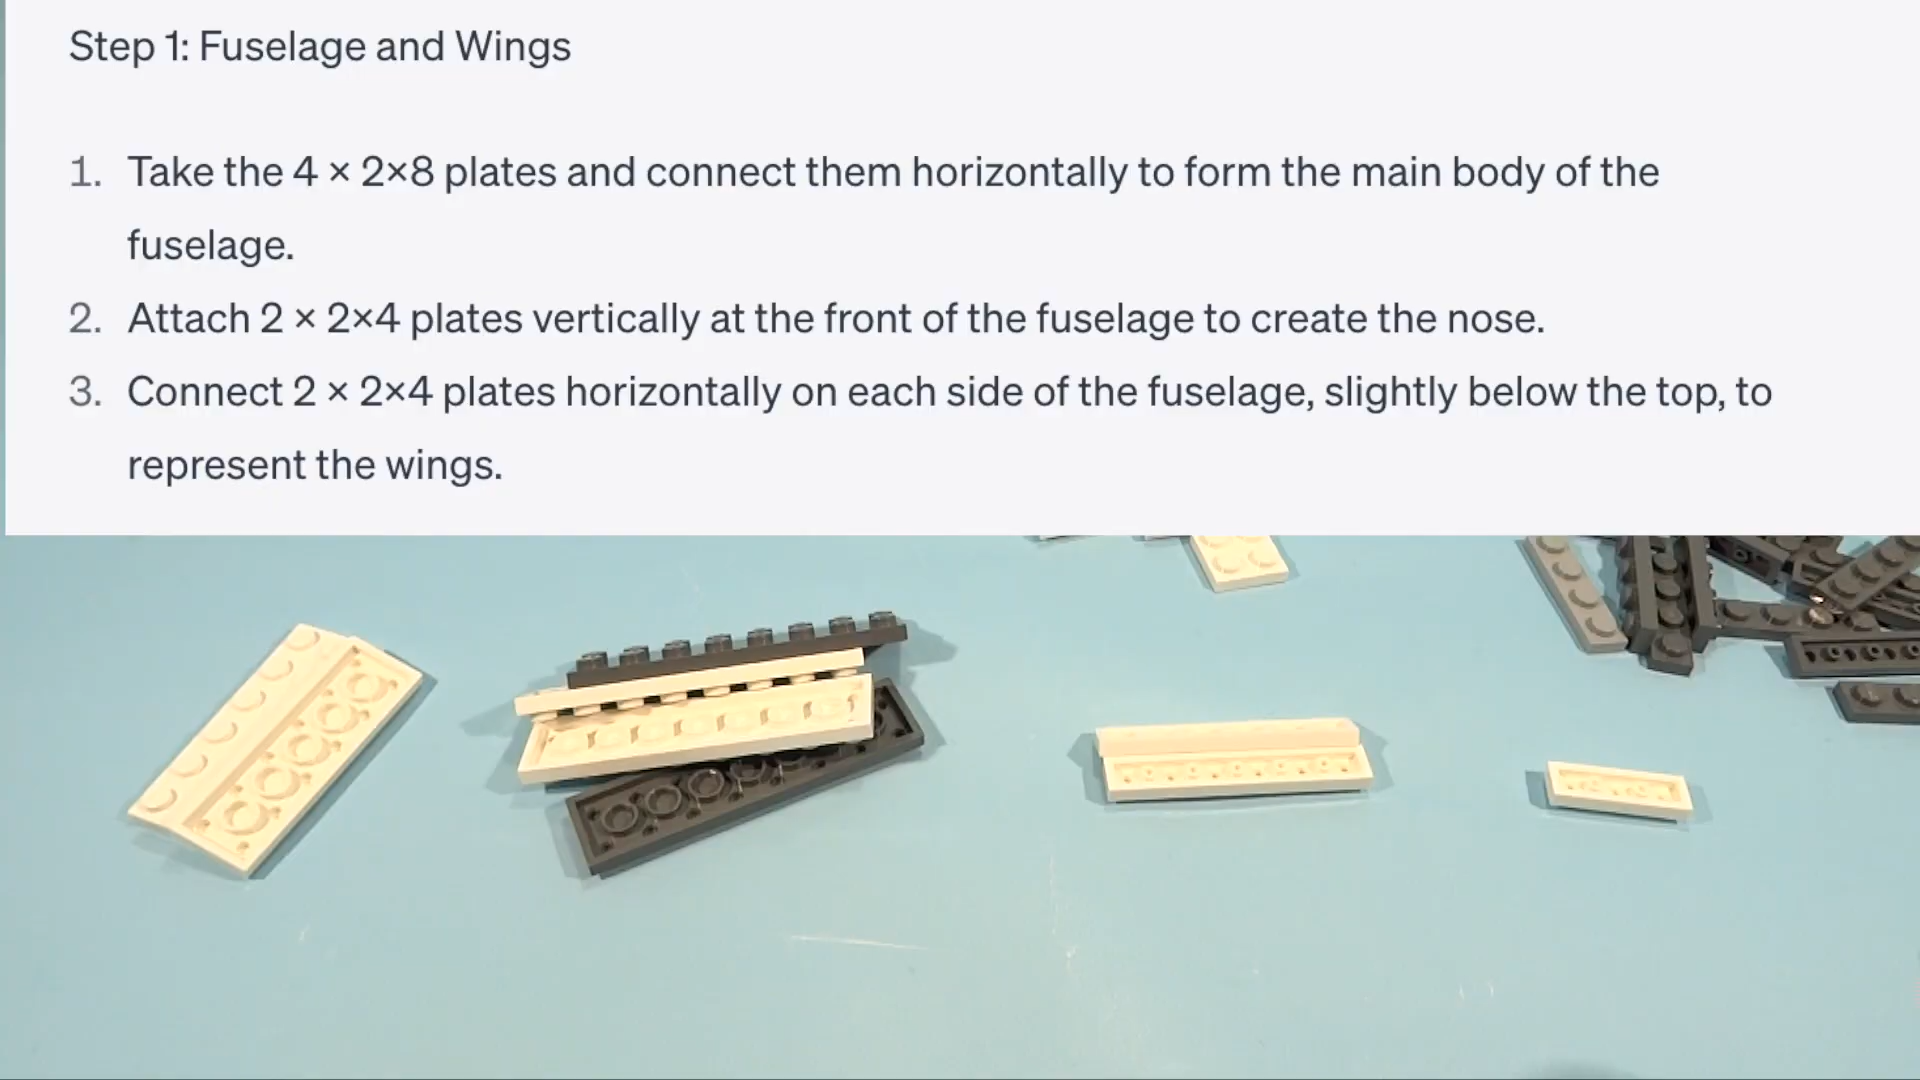 Step 1: Fuselage and Wings
1. Take the 4 × 2×8 plates and connect them horizontally to form the main body of the
fuselage.
2. Attach 2 × 2×4 plates vertically at the front of the fuselage to create the nose.
3. Connect 2 × 2×4 plates horizontally on each side of the fuselage, slightly below the top, to
represent the wings.